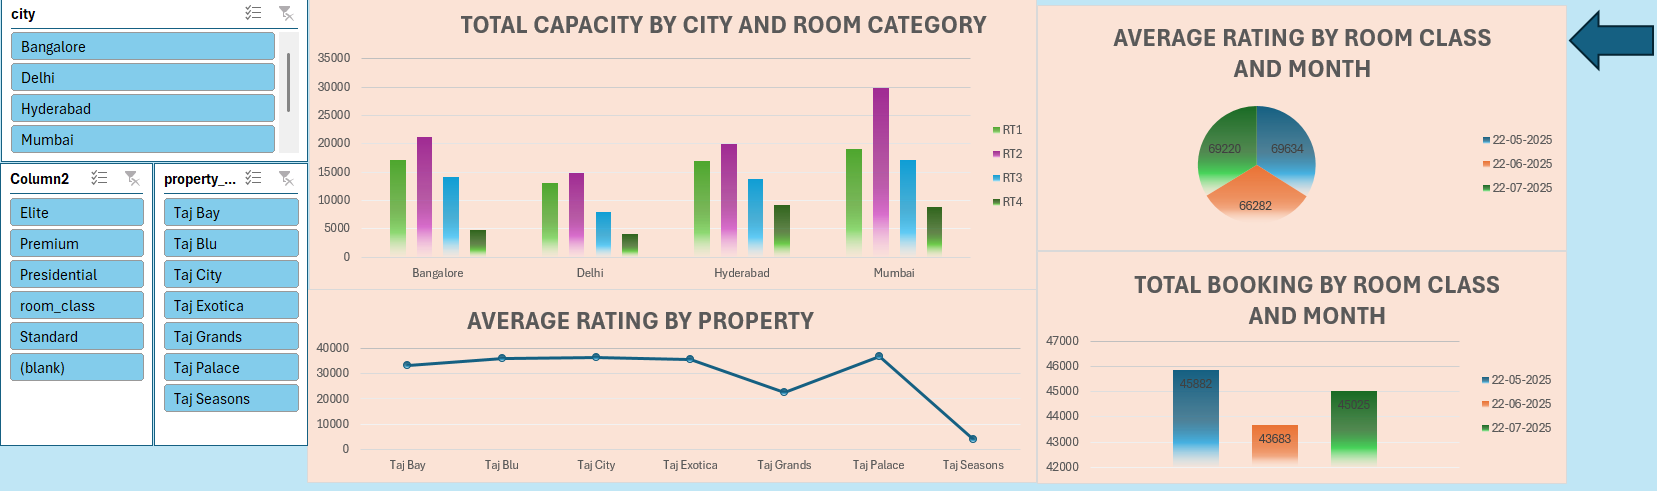 city
Bangalore
Delhi
Hyderabad
Mumbai
Column2
Elite
Premium
Presidential
room_class
Standard
(blank)
property_...
Taj Bay
Taj Blu
Taj City
Taj Exotica
Taj Grands
Taj Palace
Taj Seasons
TOTAL CAPACITY BY CITY AND ROOM CATEGORY
35000
30000
25000
20000
15000
10000
5000
0
Bangalore Delhi Hyderabad Mumbai
RT1
RT2
RT3
RT4
AVERAGE RATING BY PROPERTY
40000
30000
20000
10000
0
Taj Bay Taj Blu Taj City Taj Exotica Taj Grands Taj Palace Taj Seasons
AVERAGE RATING BY ROOM CLASS
AND MONTH
69220 69634
66282
22-05-2025
22-06-2025
22-07-2025
TOTAL BOOKING BY ROOM CLASS
AND MONTH
47000
46000
45000
44000
43000
42000
45882
43683
45025
22-05-2025
22-06-2025
22-07-2025